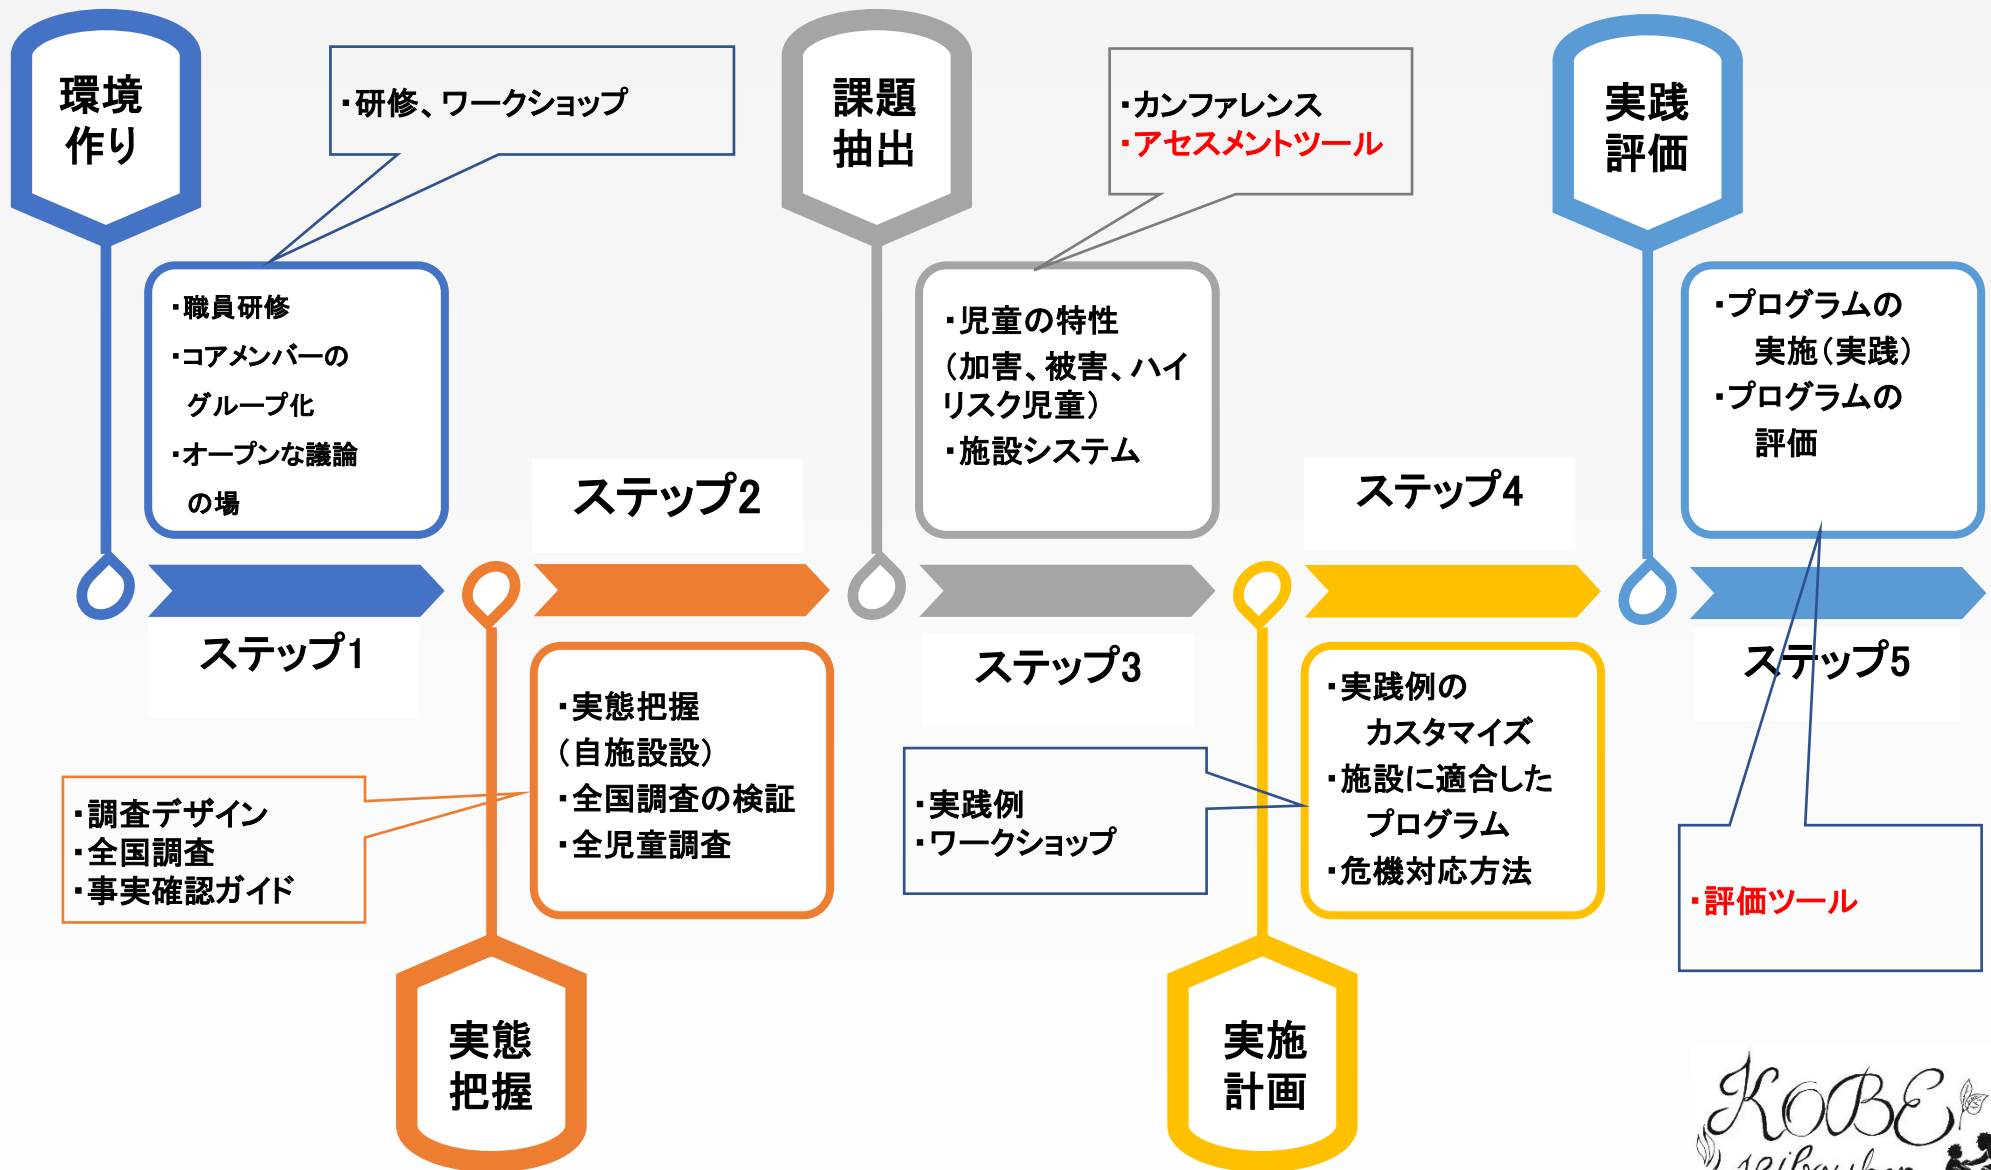 環境
作り
・研修、ワークショップ
・職員研修
・コアメンバーの
グループ化
・オープンな議論
の場
ステップ1
ステップ2
・実態把握
（自施設設）
・全国調査の検証
・全児童調査
・調査デザイン
・全国調査
・事実確認ガイド
実態
把握
課題
抽出
・カンファレンス
・アセスメントツール
・児童の特性
（加害、被害、ハイ
リスク児童）
・施設システム
ステップ3
ステップ4
・実践例の
カスタマイズ
・施設に適合した
プログラム
・危機対応方法
・実践例
・ワークショップ
実施
計画
実践
評価
・プログラムの
実施（実践）
・プログラムの
評価
ステップ5
・評価ツール
KOBE